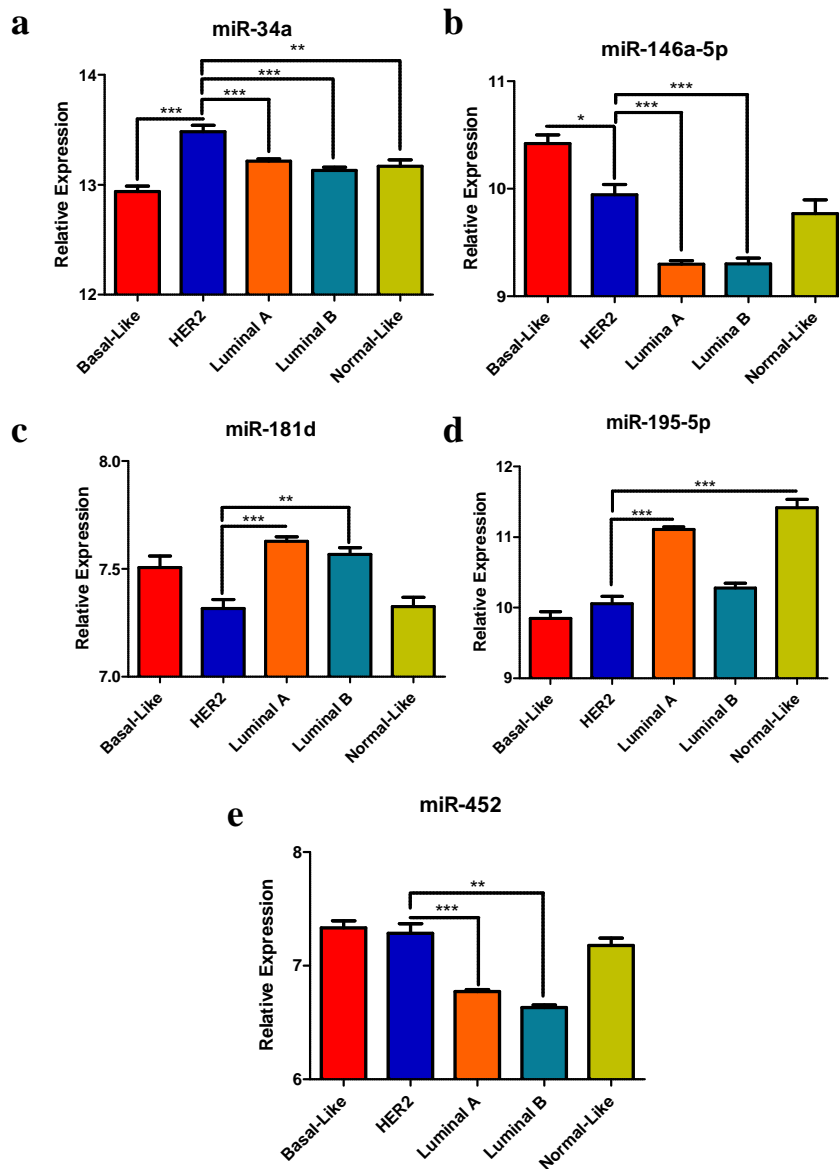 a
miR-34a
**
***
***
***
14
13
12
Relative Expression
Basal-Like
HER2
Luminal A
Luminal B
Normal-Like
b
miR-146a-5p
***
*
***
11
10
9
Relative Expression
Basal-Like
HER2
Lumina A
Lumina B
Normal-Like
c
miR-181d
**
***
8.0
7.5
7.0
Relative Expression
Basal-Like
HER2
Luminal A
Luminal B
Normal-Like
d
miR-195-5p
***
***
12
11
10
9
Relative Expression
Basal-Like
HER2
Luminal A
Luminal B
Normal-Like
e
miR-452
**
***
8
7
6
Relative Expression
Basal-Like
HER2
Luminal A
Luminal B
Normal-Like